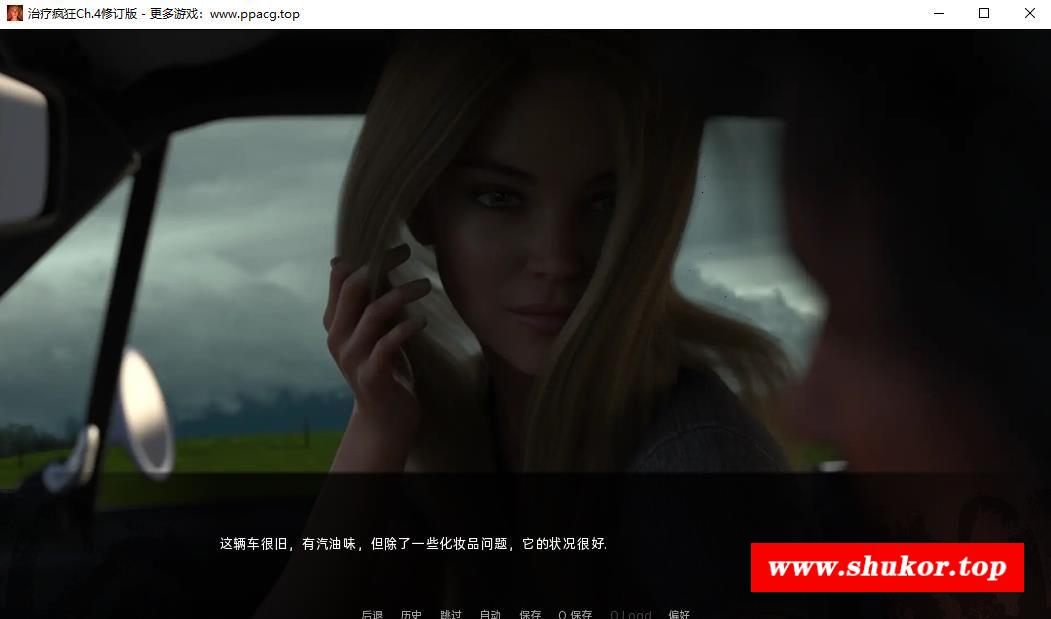 治疗疯狂Ch.4修订版 - 更多游戏：www.ppacg.top
这辆车很旧，有汽油味，但除了一些化妆品问题，它的状况很好.
www.shukor.top
后退 历史 跳过 自动 保存 Q.保存 Q.Load 偏好